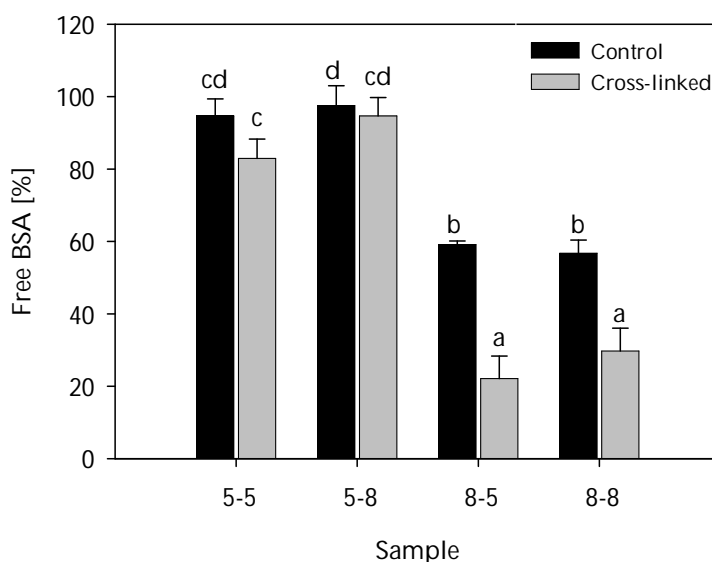 120
100
80
60
40
20
0
Free BSA [%]
Control
Cross-linked
cd
c
d
cd
b
a
b
a
5-5
5-8
8-5
8-8
Sample